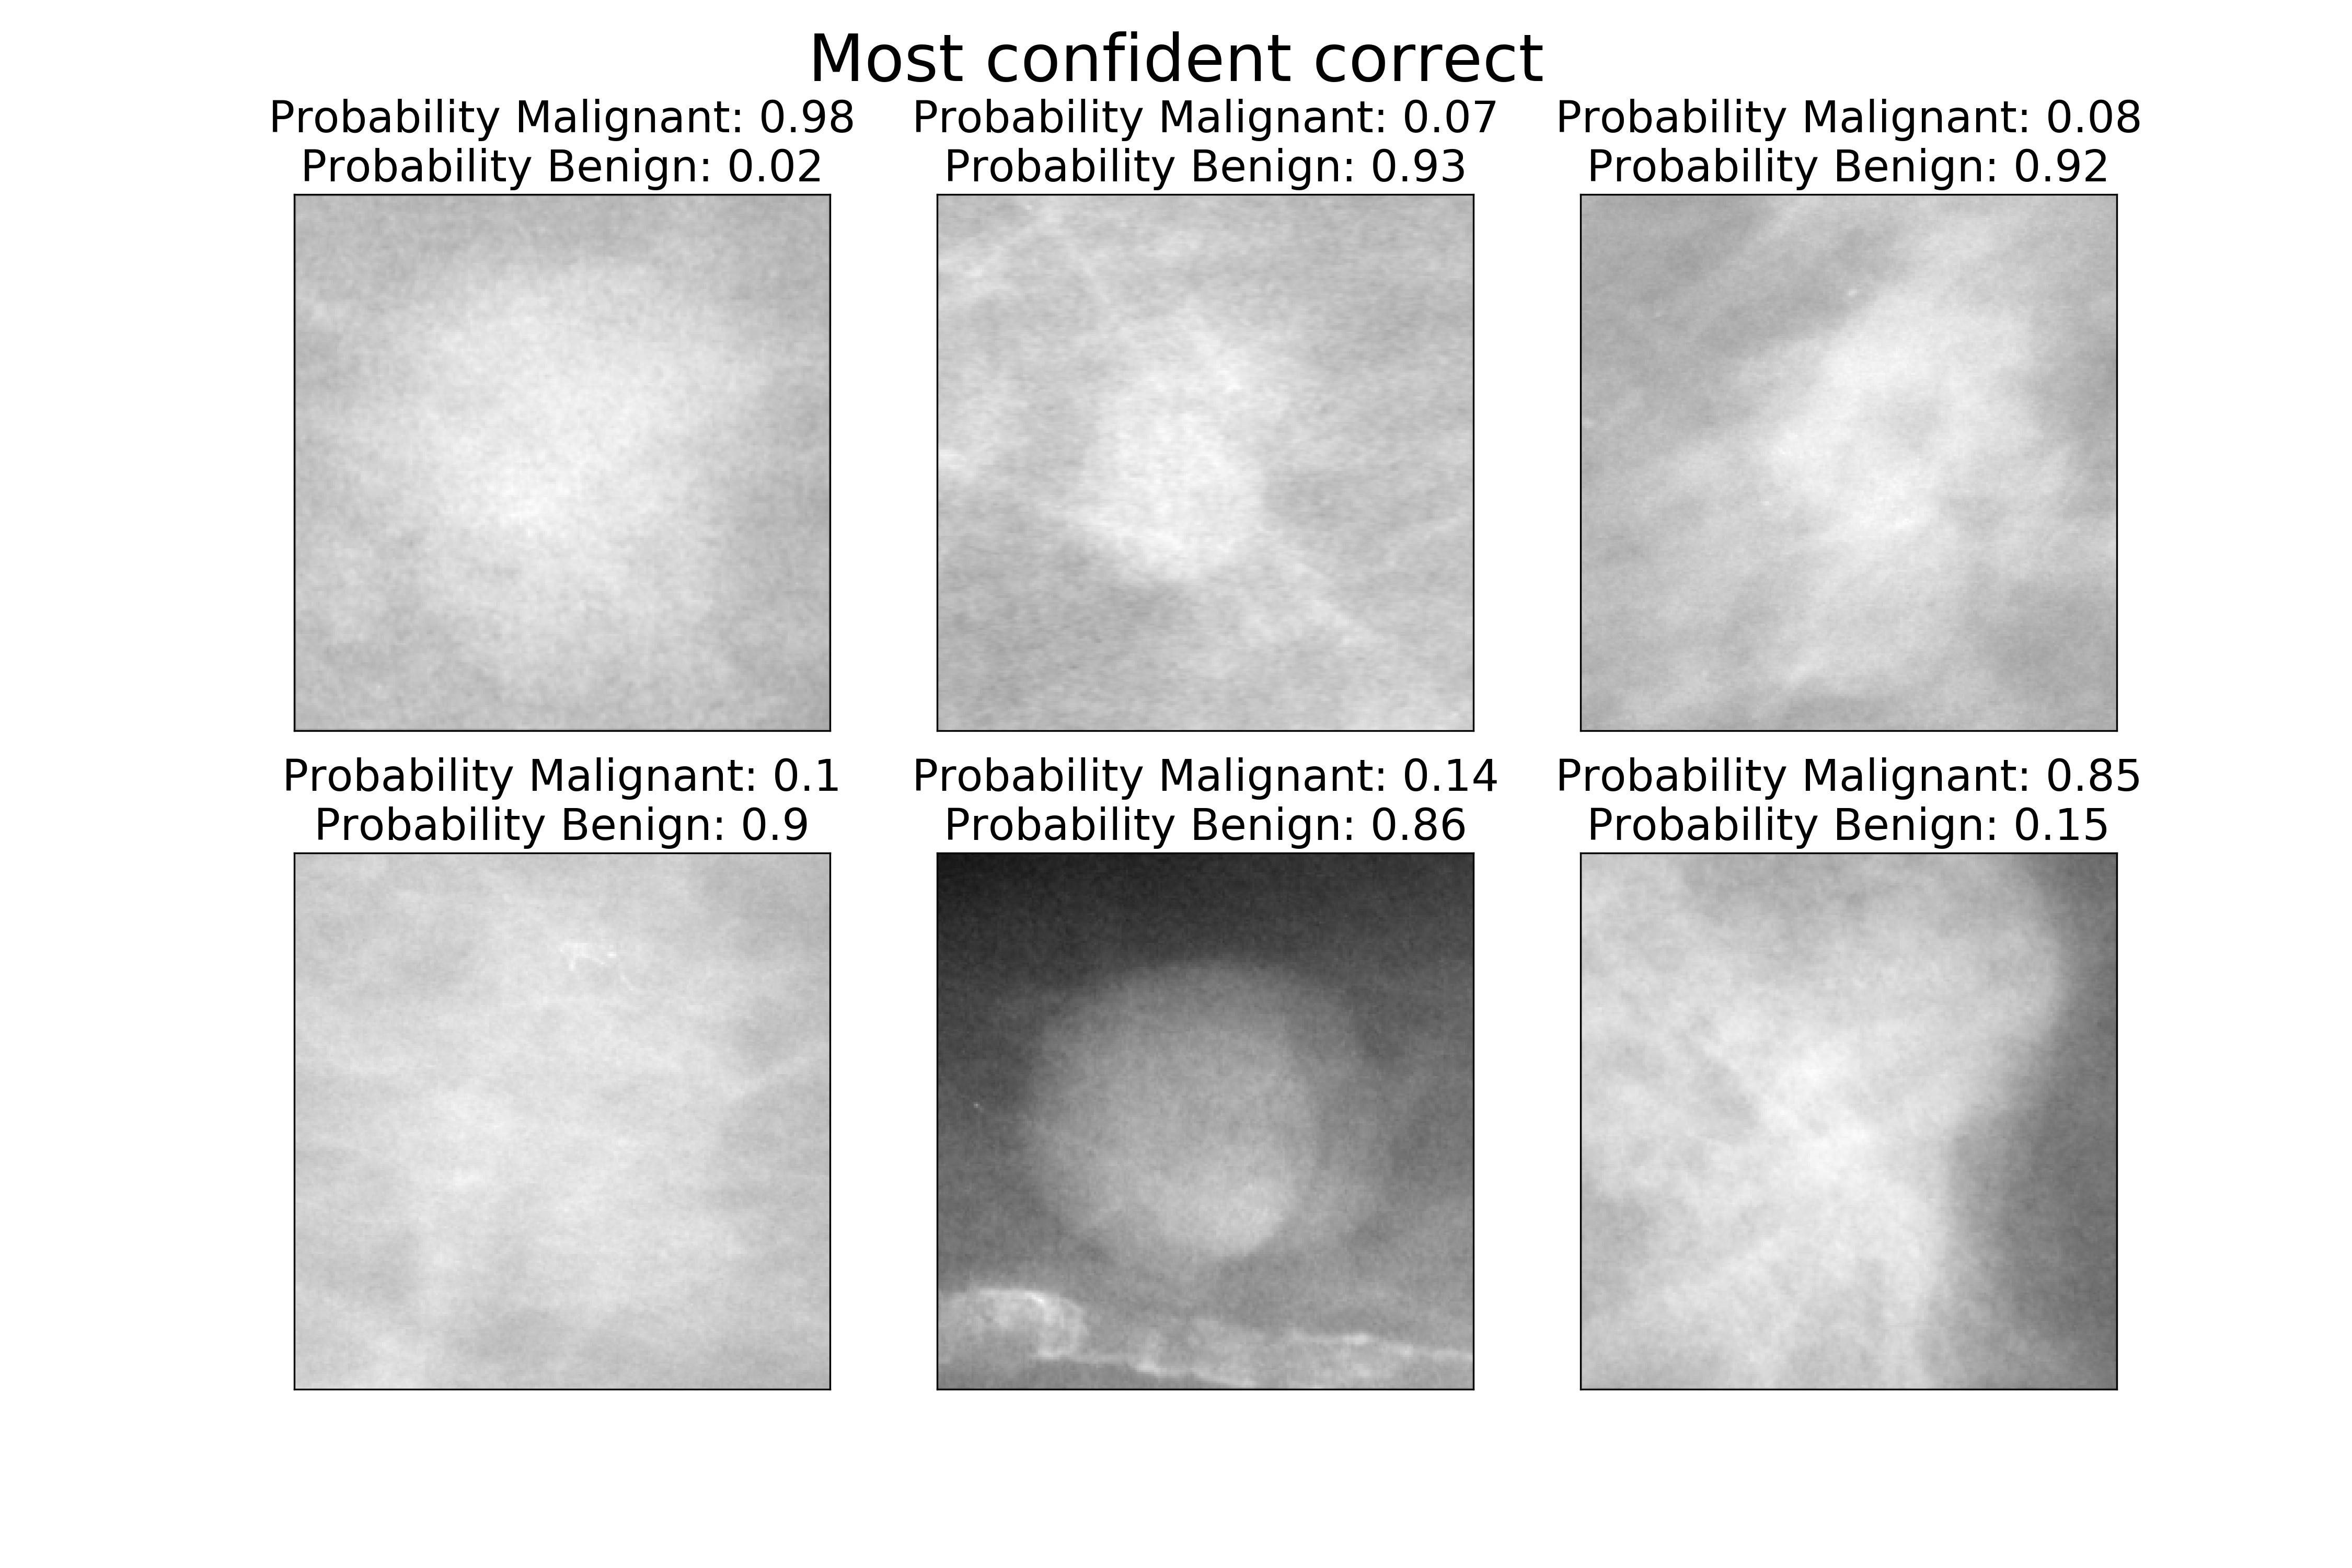 Most confident correct
Probability Malignant: 0.98
Probability Benign: 0.02
Probability Malignant: 0.07
Probability Benign: 0.93
Probability Malignant: 0.08
Probability Benign: 0.92
Probability Malignant: 0.1
Probability Benign: 0.9
Probability Malignant: 0.14
Probability Benign: 0.86
Probability Malignant: 0.85
Probability Benign: 0.15